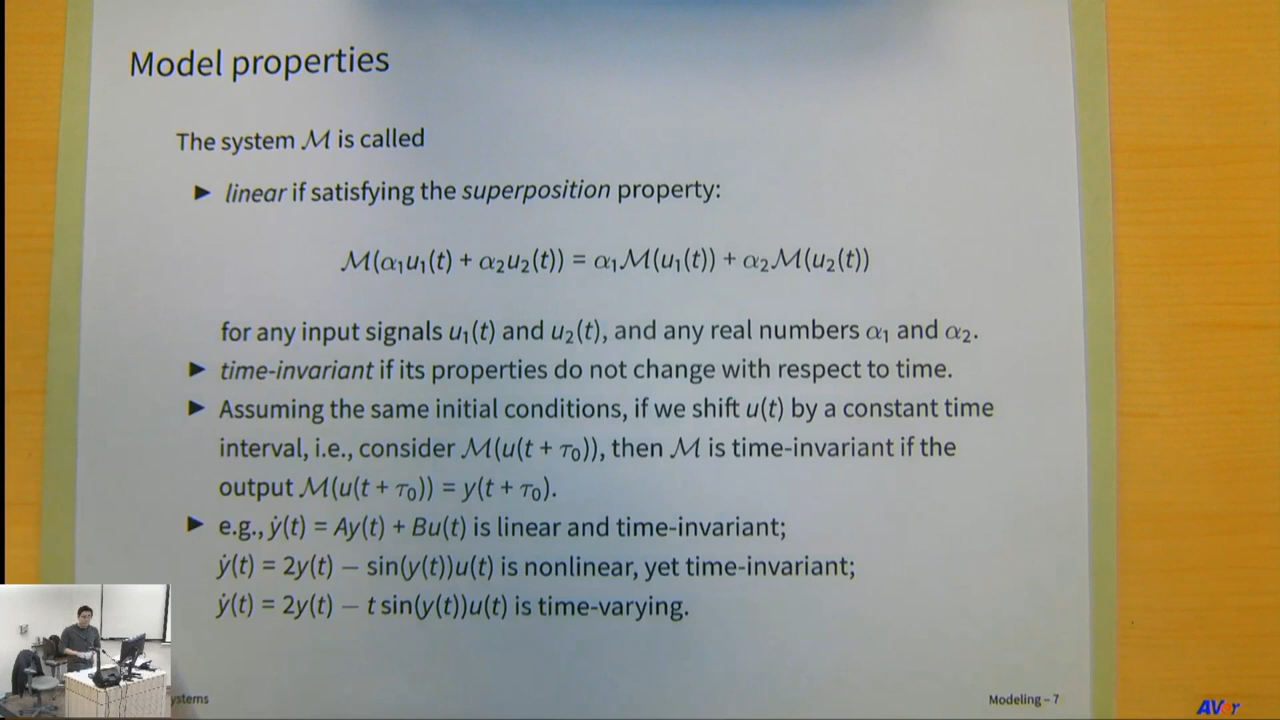 Model properties
The system ℳ is called
► linear if satisfying the superposition property:
ℳ(α₁u₁(t) + α₂u₂(t)) = α₁ℳ(u₁(t)) + α₂ℳ(u₂(t))
for any input signals u₁(t) and u₂(t), and any real numbers α₁ and α₂.
► time-invariant if its properties do not change with respect to time.
► Assuming the same initial conditions, if we shift u(t) by a constant time
interval, i.e., consider ℳ(u(t + τ₀)), then ℳ is time-invariant if the
output ℳ(u(t + τ₀)) = y(t + τ₀).
► e.g., ẏ(t) = Ay(t) + Bu(t) is linear and time-invariant;
ẏ(t) = 2y(t) − sin(y(t))u(t) is nonlinear, yet time-invariant;
ẏ(t) = 2y(t) − t sin(y(t))u(t) is time-varying.
Modeling – 7
AVer